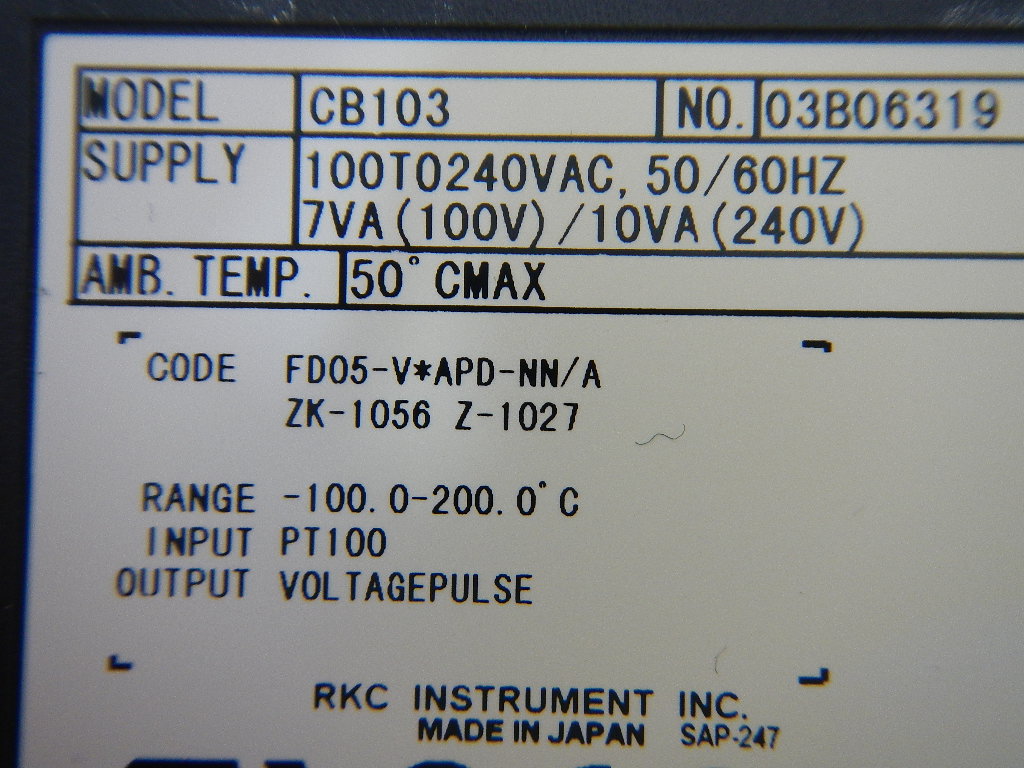 MODEL CB103 NO. 03B06319
SUPPLY 100TO240VAC, 50/60HZ
7VA(100V)/10VA(240V)
AMB. TEMP. 50°CMAX
CODE FD05-V*APD-NN/A
ZK-1056 Z-1027
RANGE -100.0-200.0°C
INPUT PT100
OUTPUT VOLTAGEPULSE
RKC INSTRUMENT INC.
MADE IN JAPAN SAP-247